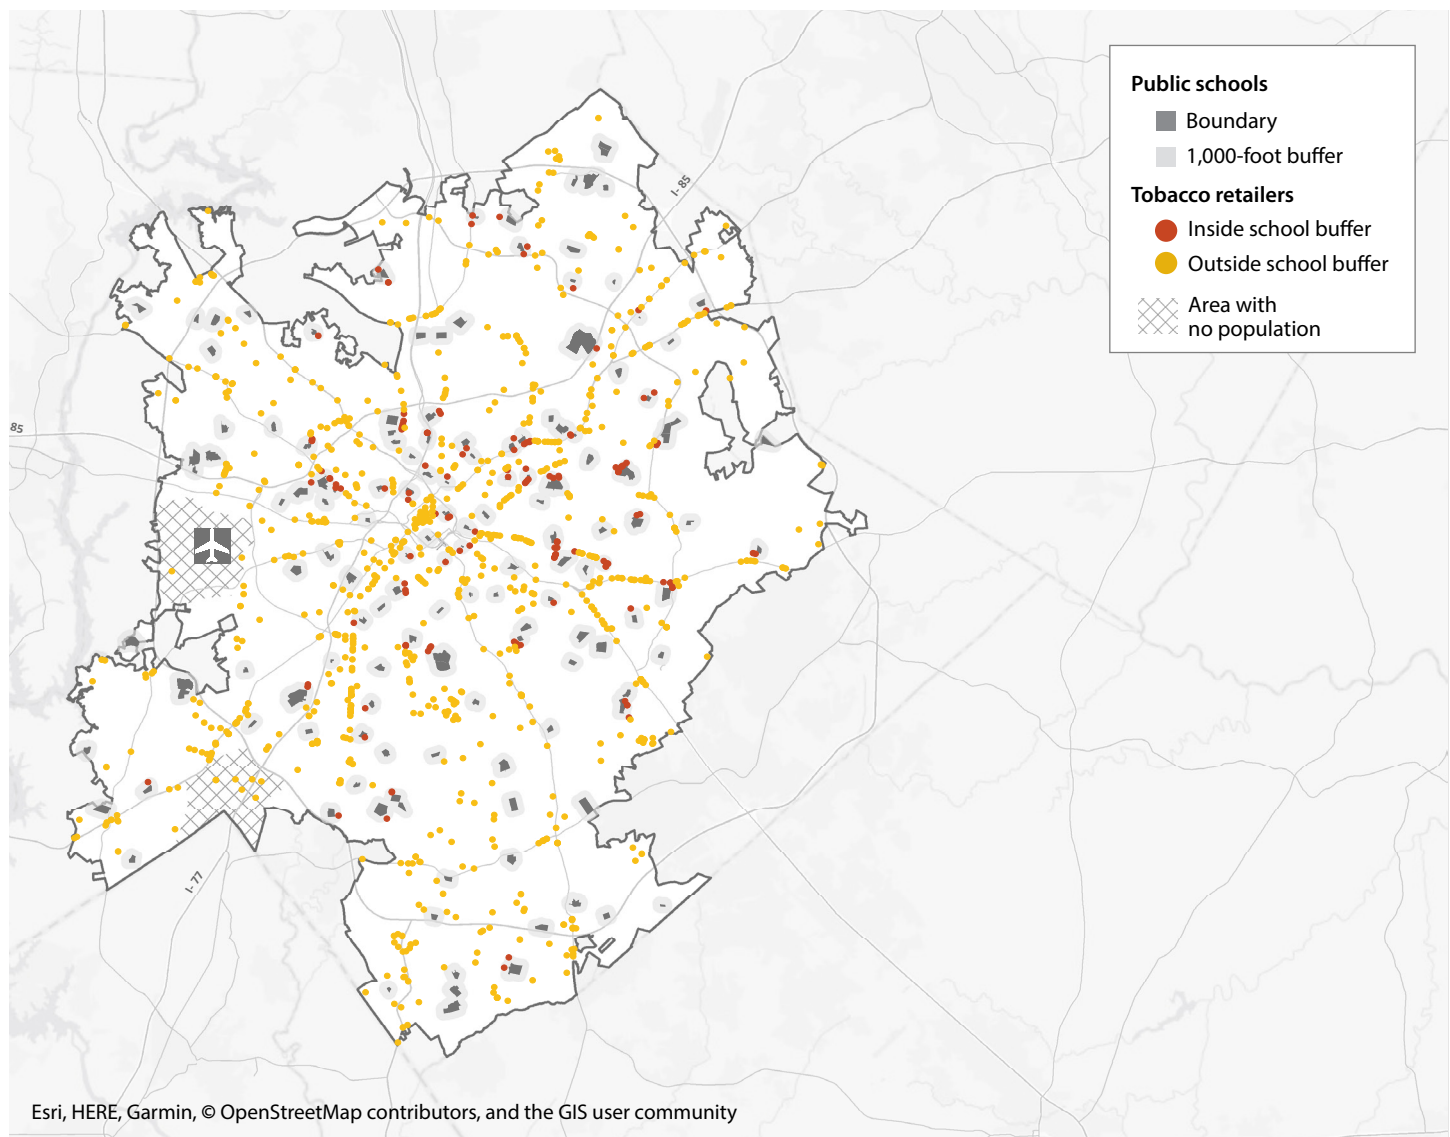 Public schools
Boundary
1,000-foot buffer
Tobacco retailers
Inside school buffer
Outside school buffer
Area with
no population
I- 85
85
I- 77
Esri, HERE, Garmin, © OpenStreetMap contributors, and the GIS user community